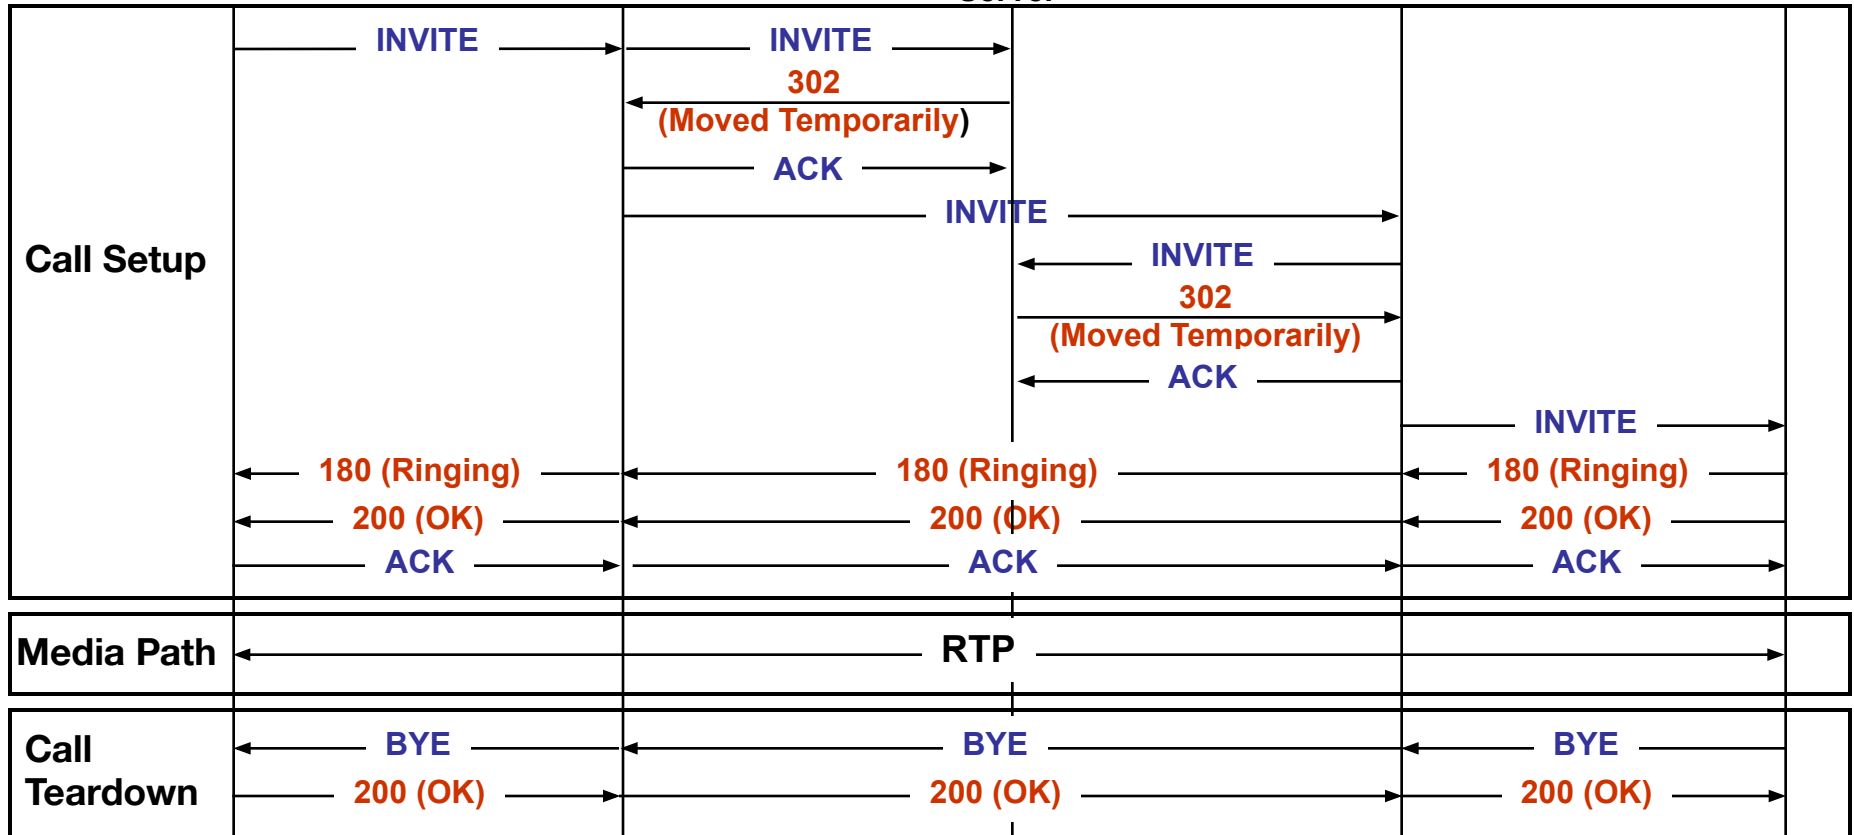 INVITE INVITE
302
(Moved Temporarily)
ACK
INVITE
Call Setup
INVITE
302
(Moved Temporarily)
ACK
INVITE
180 (Ringing) 180 (Ringing) 180 (Ringing)
200 (OK) 200 (OK) 200 (OK)
ACK ACK ACK
Media Path RTP
Call
Teardown
BYE BYE BYE
200 (OK) 200 (OK) 200 (OK)